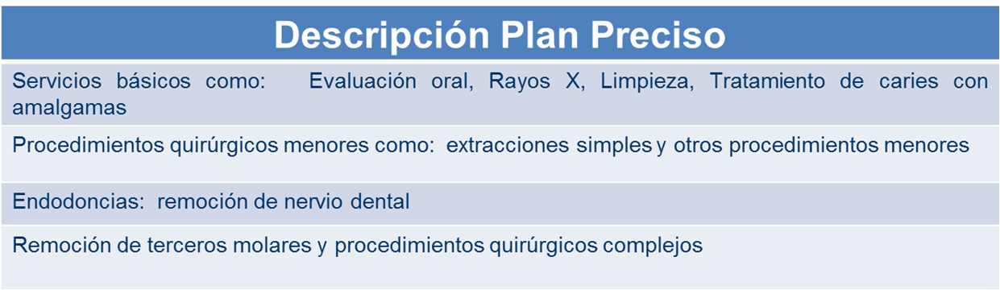 Descripción Plan Preciso
Servicios básicos como: Evaluación oral, Rayos X, Limpieza, Tratamiento de caries con
amalgamas
Procedimientos quirúrgicos menores como: extracciones simples y otros procedimientos menores
Endodoncias: remoción de nervio dental
Remoción de terceros molares y procedimientos quirúrgicos complejos